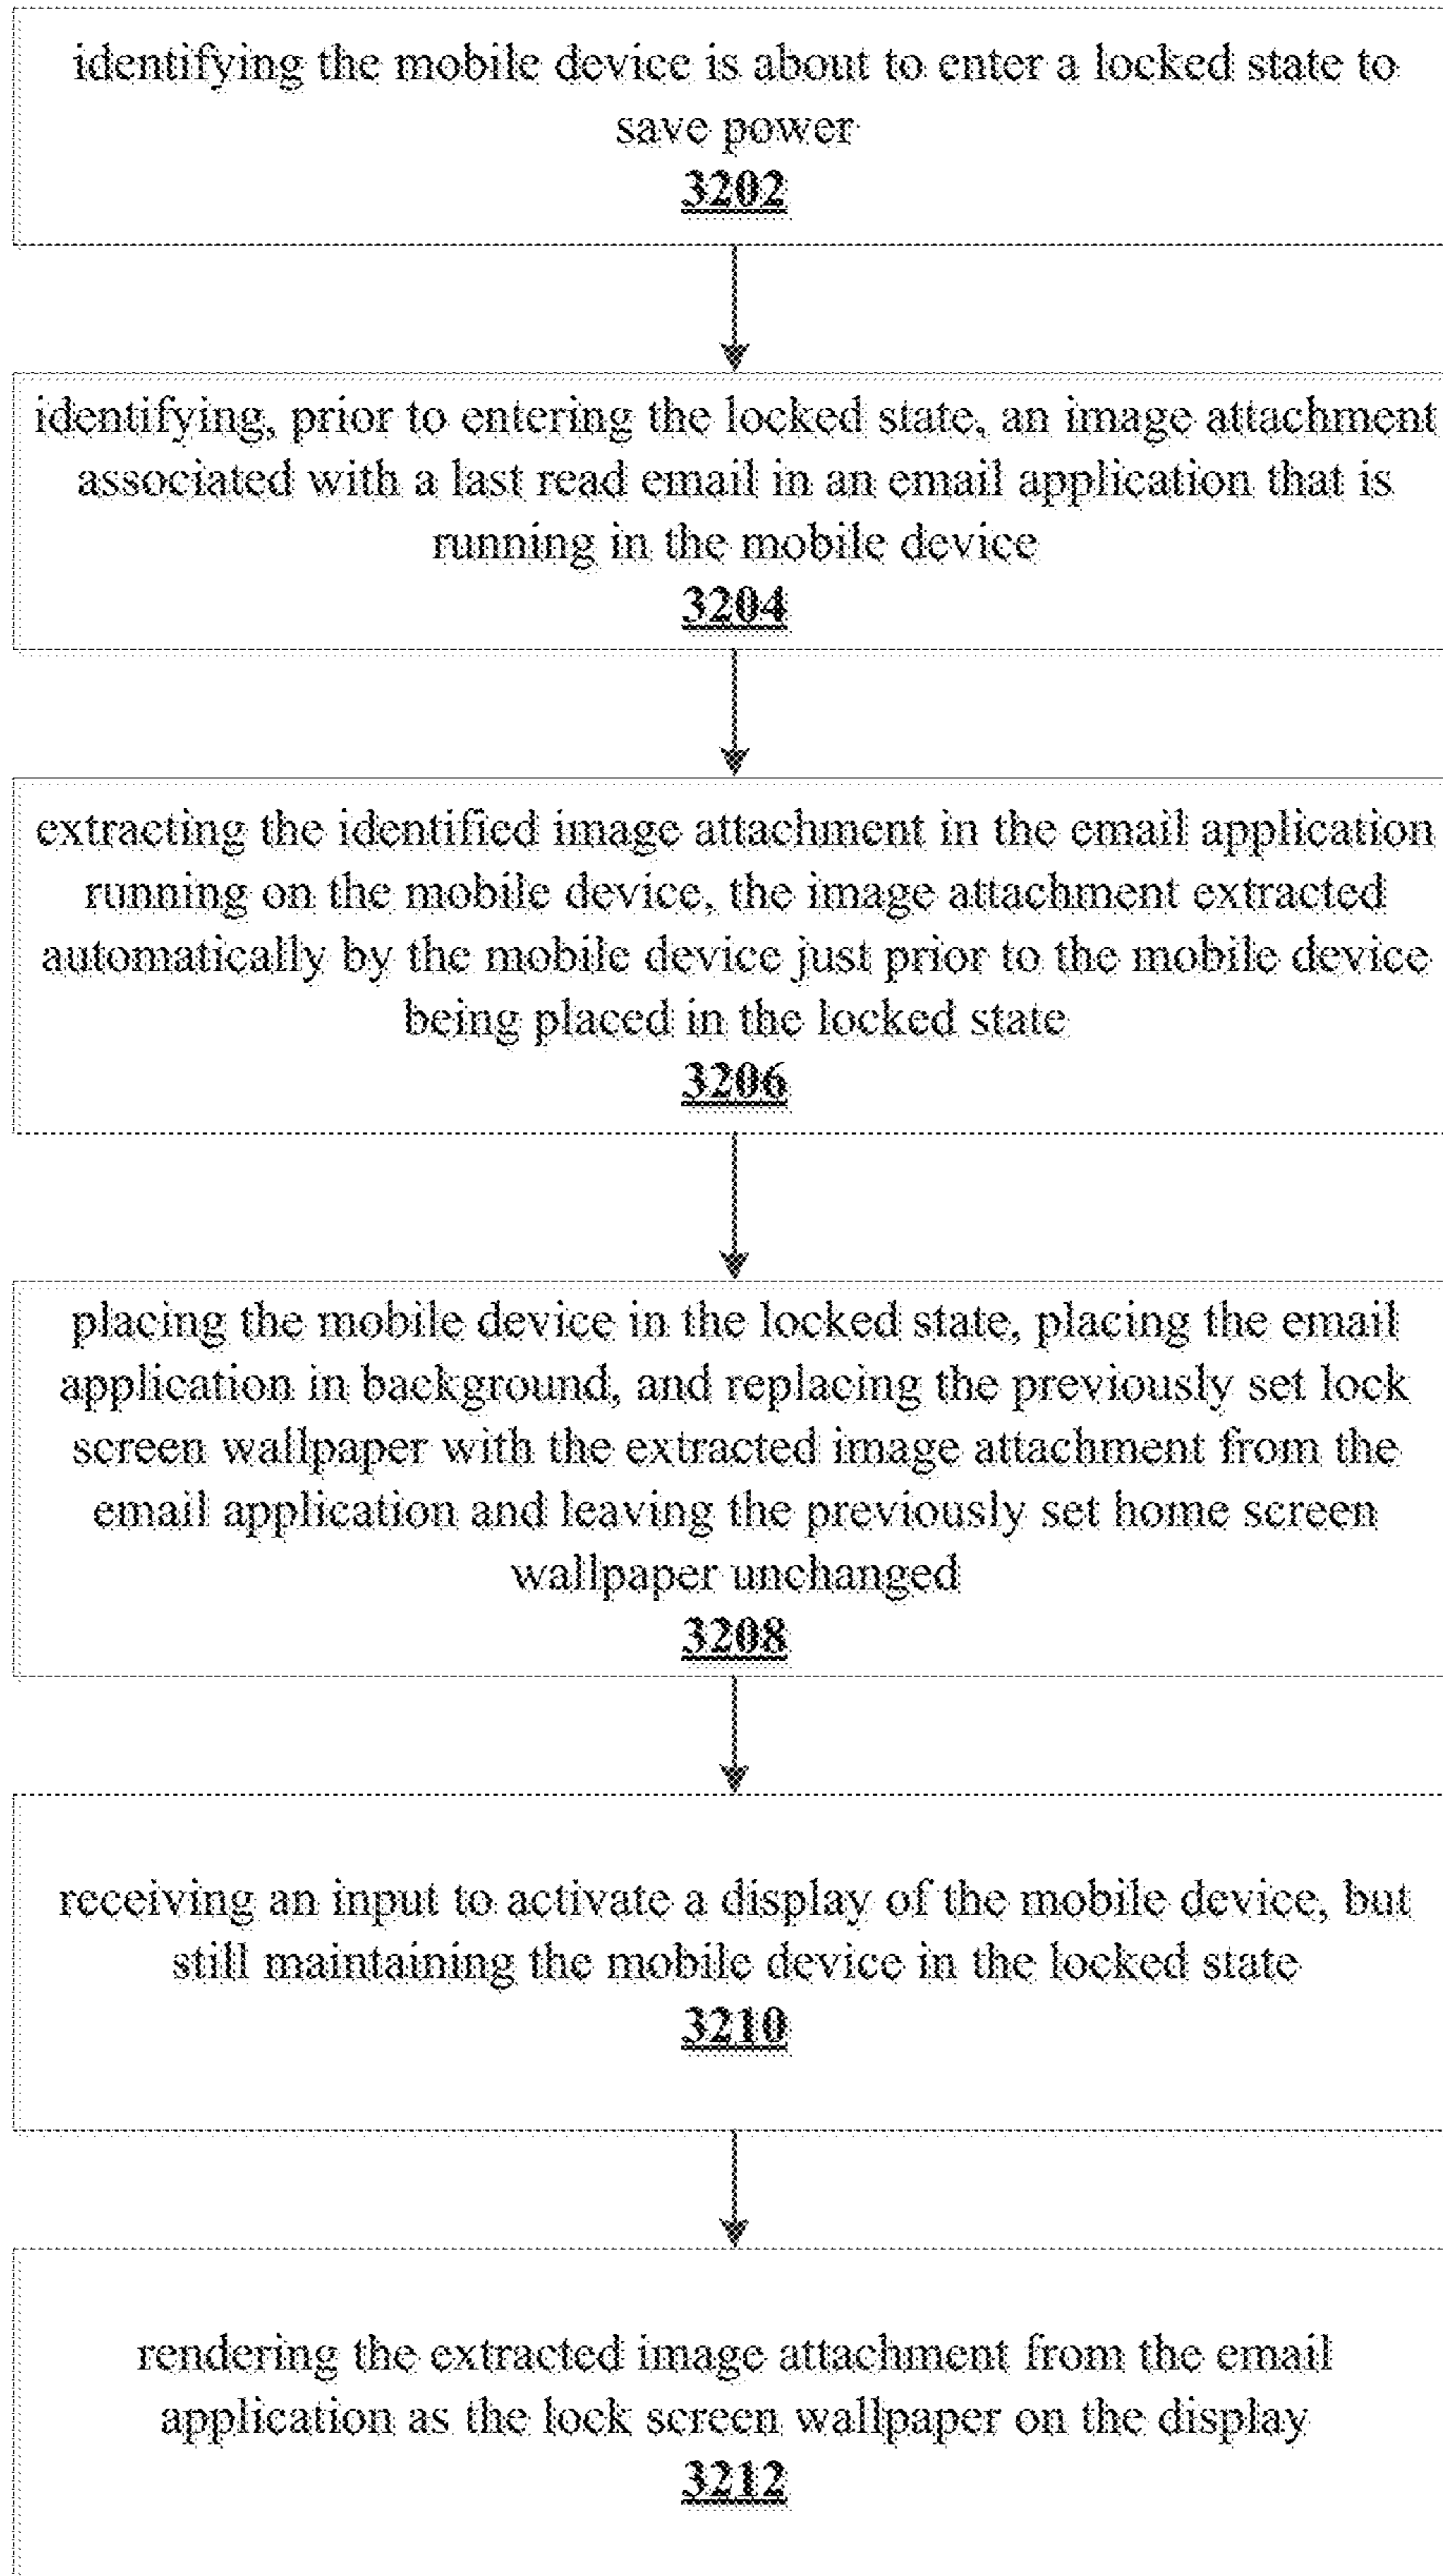 identifying the mobile device is about to enter a locked state to
save power
3202
identifying, prior to entering the locked state, an image attachment
associated with a last read email in an email application that is
running in the mobile device
3204
extracting the identified image attachment in the email application
running on the mobile device, the image attachment extracted
automatically by the mobile device just prior to the mobile device
being placed in the locked state
3206
placing the mobile device in the locked state, placing the email
application in background, and replacing the previously set lock
screen wallpaper with the extracted image attachment from the
email application and leaving the previously set home screen
wallpaper unchanged
3208
receiving an input to activate a display of the mobile device, but
still maintaining the mobile device in the locked state
3210
rendering the extracted image attachment from the email
application as the lock screen wallpaper on the display
3212